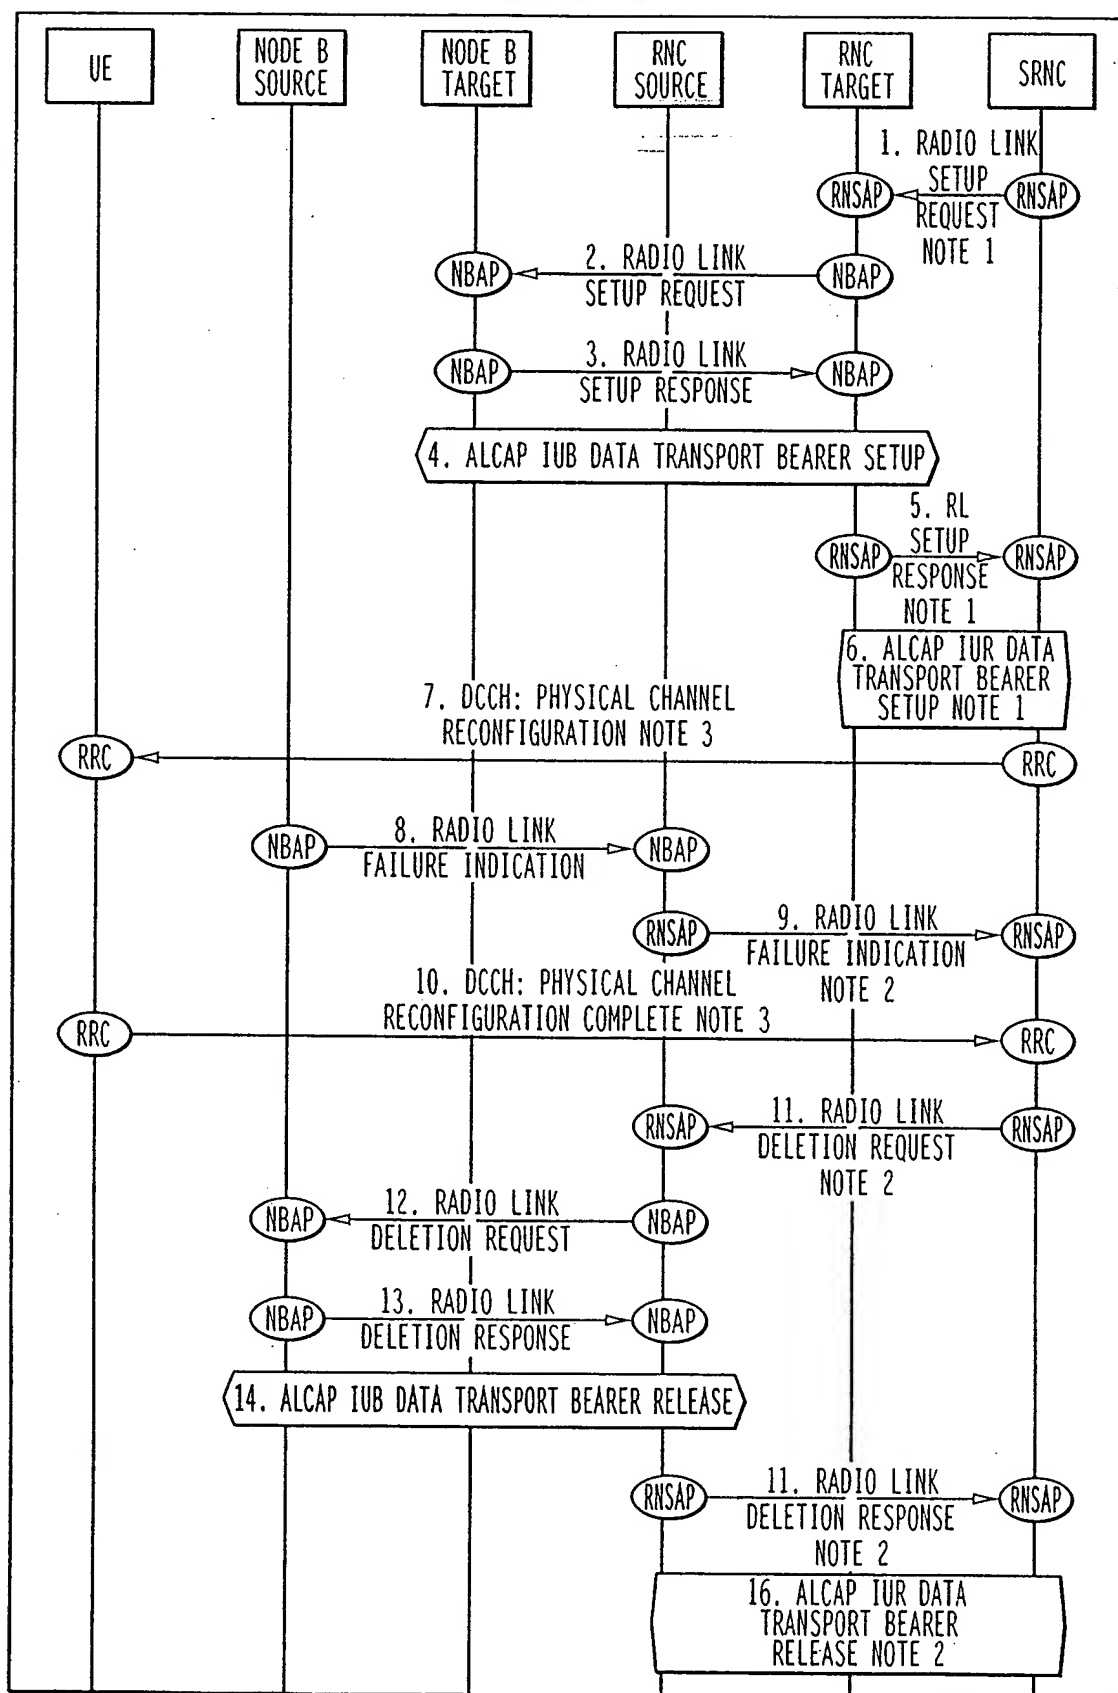 UE
NODE B
SOURCE
NODE B
TARGET
RNC
SOURCE
RNC
TARGET
SRNC
1. RADIO LINK
SETUP
REQUEST
NOTE 1
RNSAP
RNSAP
2. RADIO LINK
SETUP REQUEST
NBAP
NBAP
3. RADIO LINK
SETUP RESPONSE
NBAP
NBAP
4. ALCAP IUB DATA TRANSPORT BEARER SETUP
5. RL
SETUP
RESPONSE
NOTE 1
RNSAP
RNSAP
6. ALCAP IUR DATA
TRANSPORT BEARER
SETUP NOTE 1
7. DCCH: PHYSICAL CHANNEL
RECONFIGURATION NOTE 3
RRC
RRC
8. RADIO LINK
FAILURE INDICATION
NBAP
NBAP
9. RADIO LINK
FAILURE INDICATION
NOTE 2
RNSAP
RNSAP
10. DCCH: PHYSICAL CHANNEL
RECONFIGURATION COMPLETE NOTE 3
RRC
RRC
11. RADIO LINK
DELETION REQUEST
NOTE 2
RNSAP
RNSAP
12. RADIO LINK
DELETION REQUEST
NBAP
NBAP
13. RADIO LINK
DELETION RESPONSE
NBAP
NBAP
14. ALCAP IUB DATA TRANSPORT BEARER RELEASE
11. RADIO LINK
DELETION RESPONSE
NOTE 2
RNSAP
RNSAP
16. ALCAP IUR DATA
TRANSPORT BEARER
RELEASE NOTE 2